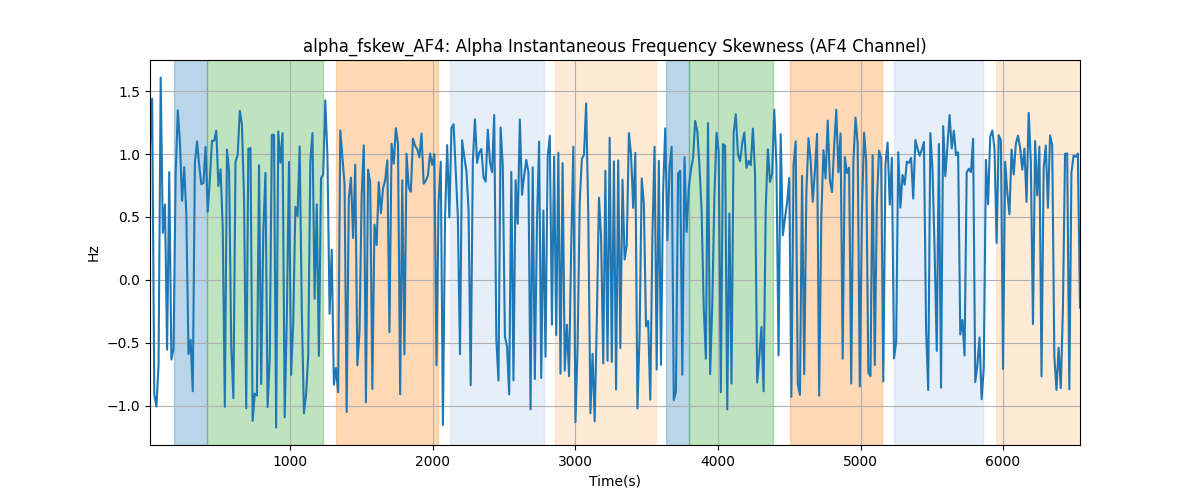 alpha_fskew_AF4: Alpha Instantaneous Frequency Skewness (AF4 Channel)
1.5
1.0
0.5
0.0
−0.5
−1.0
Hz
1000 2000 3000 4000 5000 6000
Time(s)